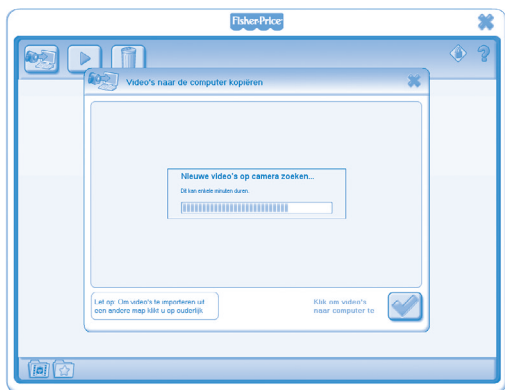 Fisher-Price
Video's naar de computer kopiëren
Nieuwe video's op camera zoeken...
Dit kan enkele minuten duren.
Let op: Om video's te importeren uit
een andere map klikt u op ouderlijk
Klik om video's
naar computer te